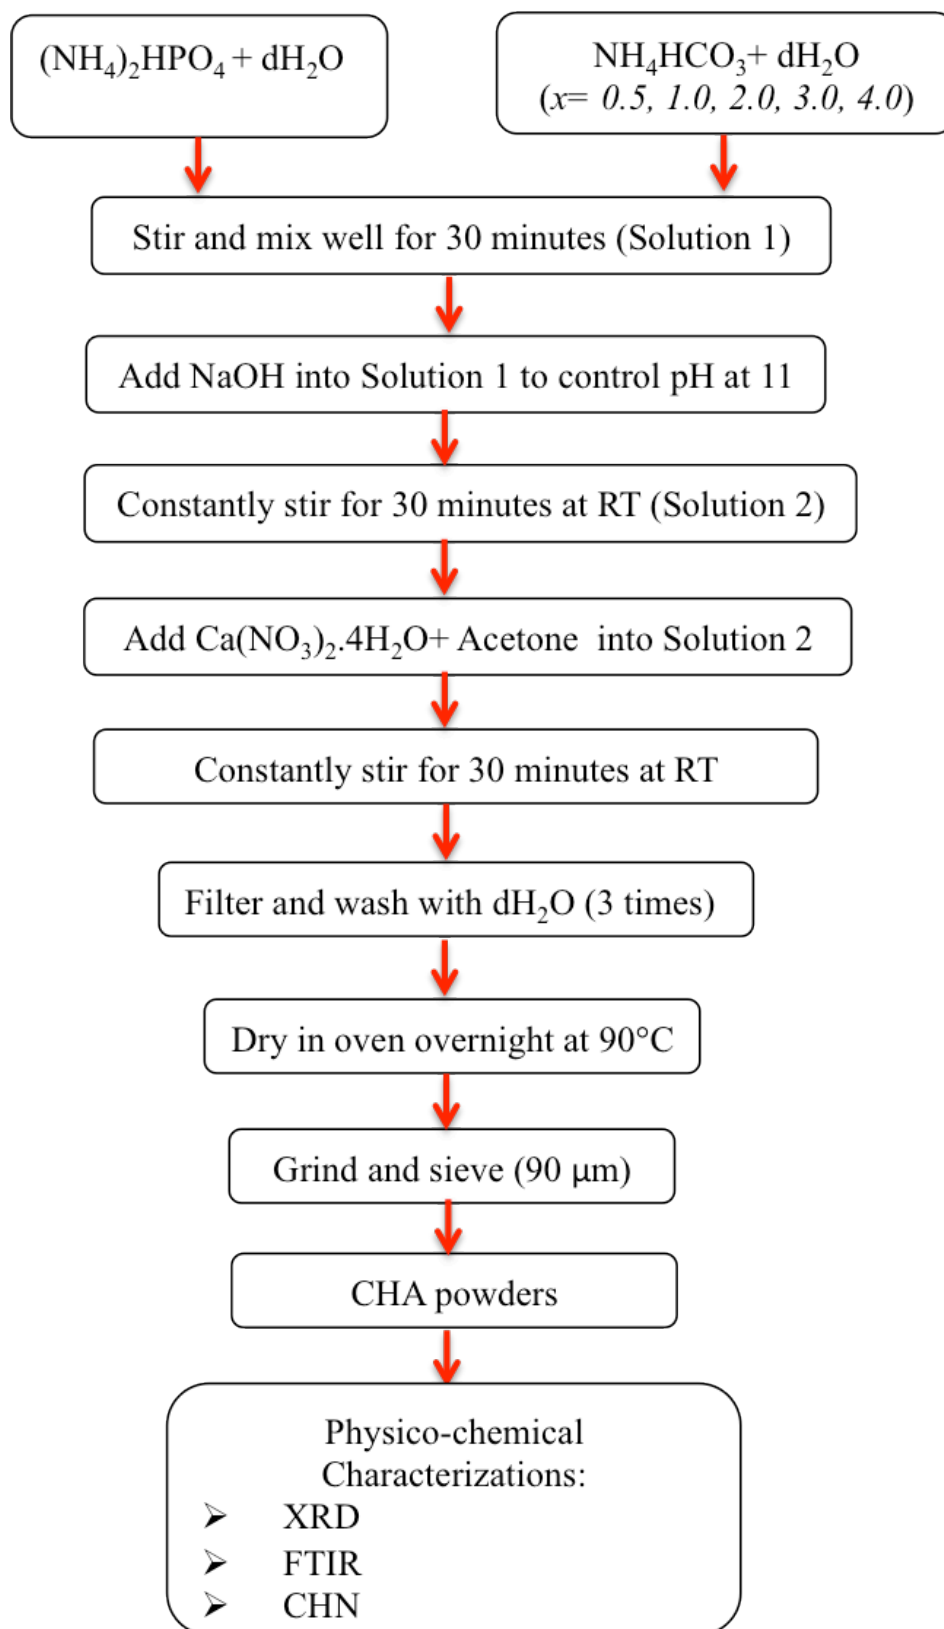 (NH₄)₂HPO₄ + dH₂O
NH₄HCO₃+ dH₂O
(x= 0.5, 1.0, 2.0, 3.0, 4.0)
Stir and mix well for 30 minutes (Solution 1)
Add NaOH into Solution 1 to control pH at 11
Constantly stir for 30 minutes at RT (Solution 2)
Add Ca(NO₃)₂.4H₂O+ Acetone into Solution 2
Constantly stir for 30 minutes at RT
Filter and wash with dH₂O (3 times)
Dry in oven overnight at 90°C
Grind and sieve (90 μm)
CHA powders
Physico-chemical
Characterizations:
➢ XRD
➢ FTIR
➢ CHN